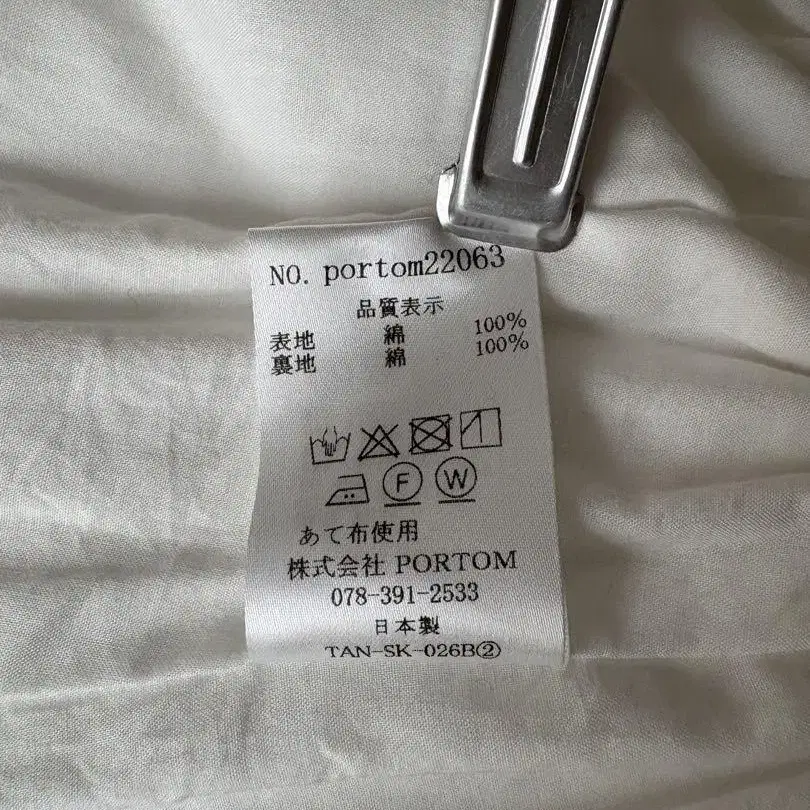 NO. portom22063
品質表示
表地 綿 100%
裏地 綿 100%
F W
あて布使用
株式会社 PORTOM
078-391-2533
日本製
TAN-SK-026B②